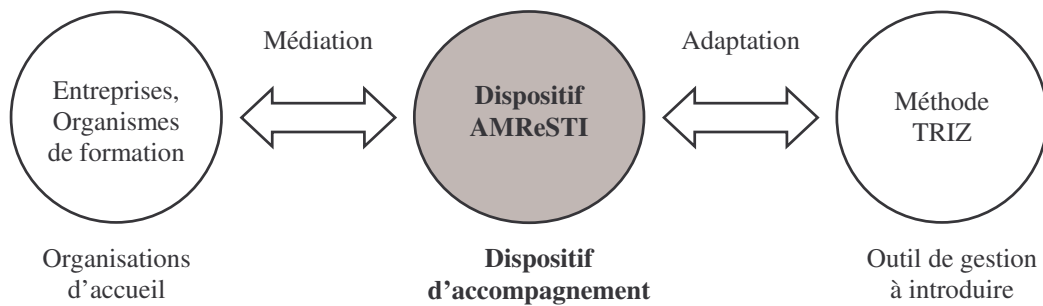 Médiation
Adaptation
Entreprises,
Organismes
de formation
Dispositif
AMReSTI
Méthode
TRIZ
Organisations
d'accueil
Dispositif
d'accompagnement
Outil de gestion
à introduire